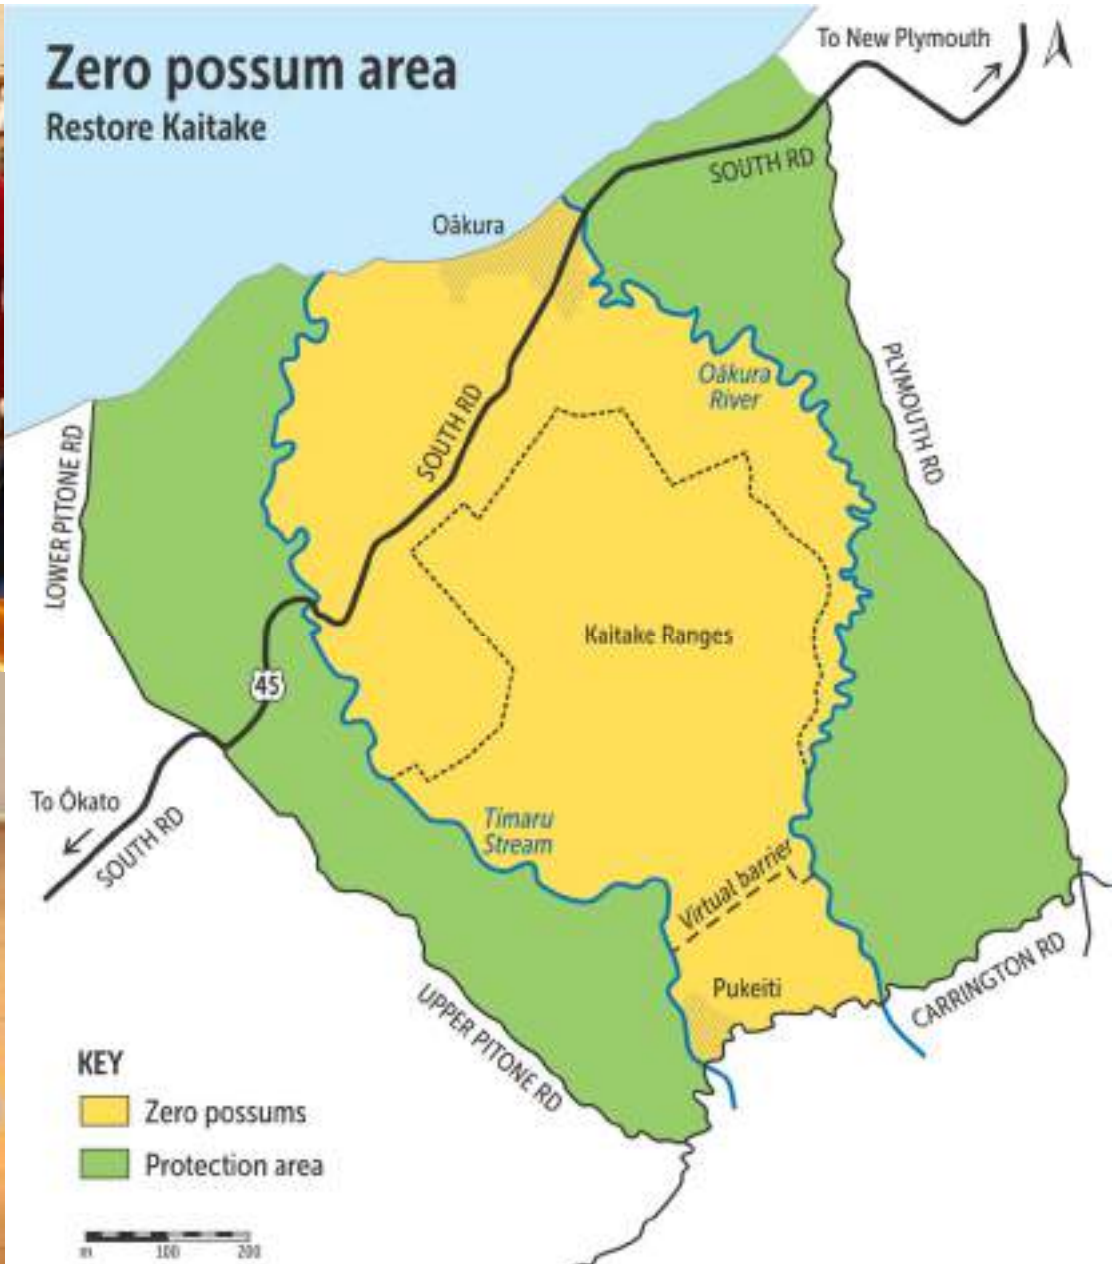 Zero possum area
Restore Kaitake
To New Plymouth
SOUTH RD
Oākura
Oākura
River
PLYMOUTH RD
SOUTH RD
LOWER PITONE RD
Kaitake Ranges
45
To Ōkato
SOUTH RD
Timaru
Stream
Virtual barrier
Pukeiti
CARRINGTON RD
UPPER PITONE RD
KEY
Zero possums
Protection area
m 100 200